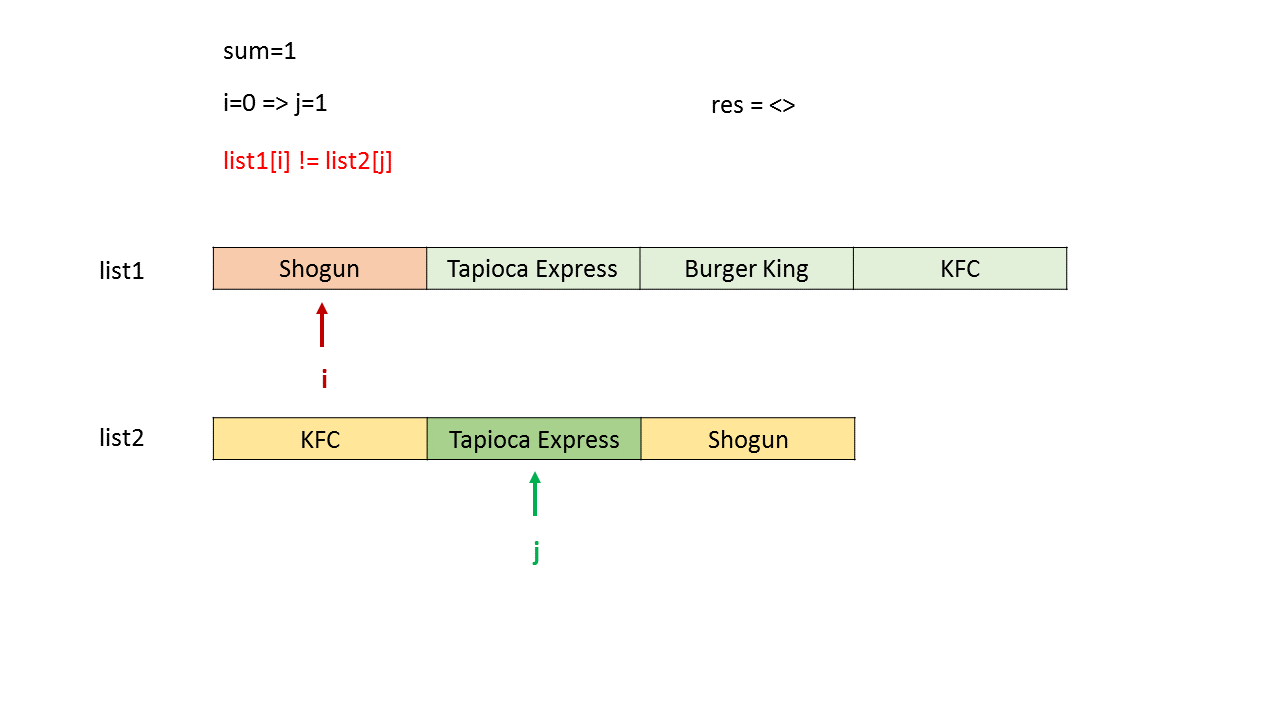 sum=1
i=0 => j=1
res = <>
list1[i] != list2[j]
list1
Shogun
Tapioca Express
Burger King
KFC
i
list2
KFC
Tapioca Express
Shogun
j